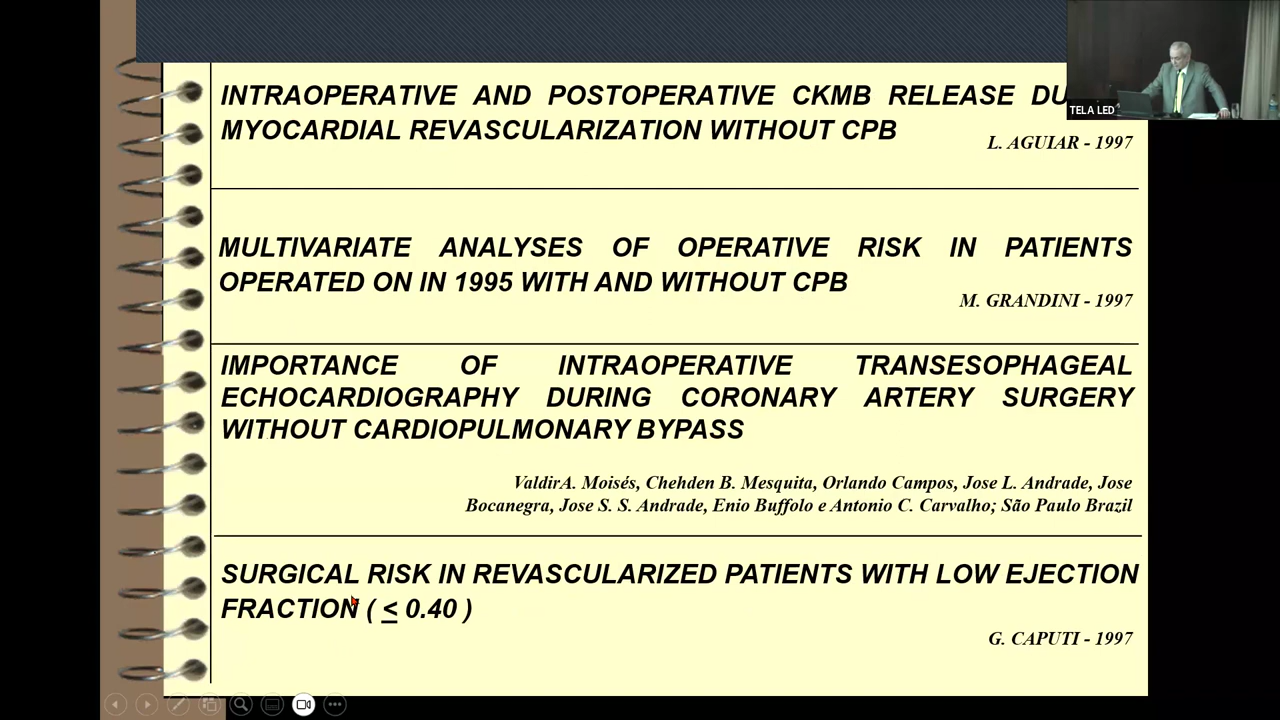 INTRAOPERATIVE AND POSTOPERATIVE CKMB RELEASE
MYOCARDIAL REVASCULARIZATION WITHOUT CPB
L. AGUIAR - 1997
TELA LED
MULTIVARIATE ANALYSES OF OPERATIVE RISK IN PATIENTS
OPERATED ON IN 1995 WITH AND WITHOUT CPB
M. GRANDINI - 1997
IMPORTANCE OF INTRAOPERATIVE TRANSESOPHAGEAL
ECHOCARDIOGRAPHY DURING CORONARY ARTERY SURGERY
WITHOUT CARDIOPULMONARY BYPASS
ValdirA. Moisés, Chehden B. Mesquita, Orlando Campos, Jose L. Andrade, Jose
Bocanegra, Jose S. S. Andrade, Enio Buffolo e Antonio C. Carvalho; São Paulo Brazil
SURGICAL RISK IN REVASCULARIZED PATIENTS WITH LOW EJECTION
FRACTION ( ≤ 0.40 )
G. CAPUTI - 1997